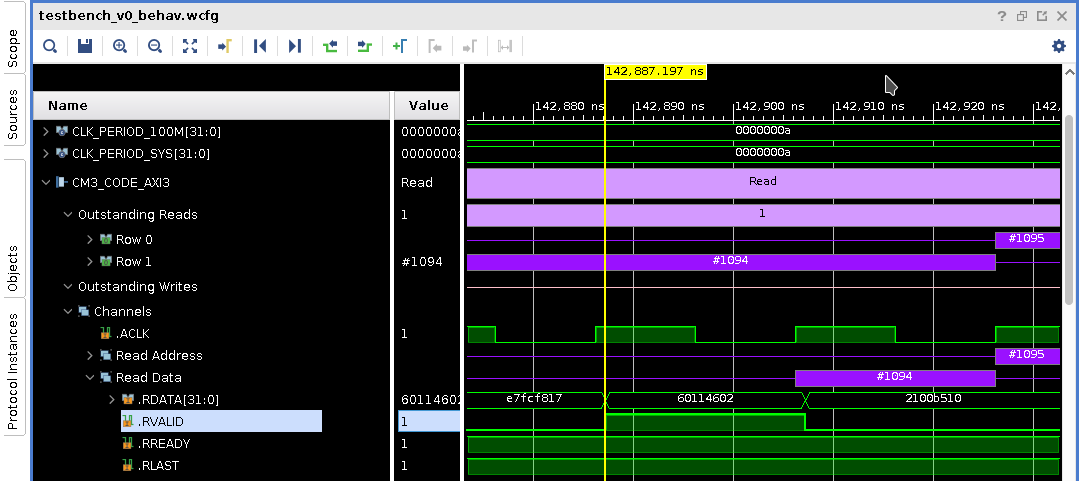 testbench_v0_behav.wcfg
Scope
Sources
Objects
Protocol Instances
142,887.197 ns
Name Value 142,880 ns 142,890 ns 142,900 ns 142,910 ns 142,920 ns 142,
CLK_PERIOD_100M[31:0] 0000000a 0000000a
CLK_PERIOD_SYS[31:0] 0000000a 0000000a
CM3_CODE_AXI3 Read Read
Outstanding Reads 1 1
Row 0 #1095
Row 1 #1094 #1094
Outstanding Writes
Channels
.ACLK 1
Read Address #1095
Read Data #1094
.RDATA[31:0] 60114602 e7fcf817 60114602 2100b510
.RVALID 1
.RREADY 1
.RLAST 1